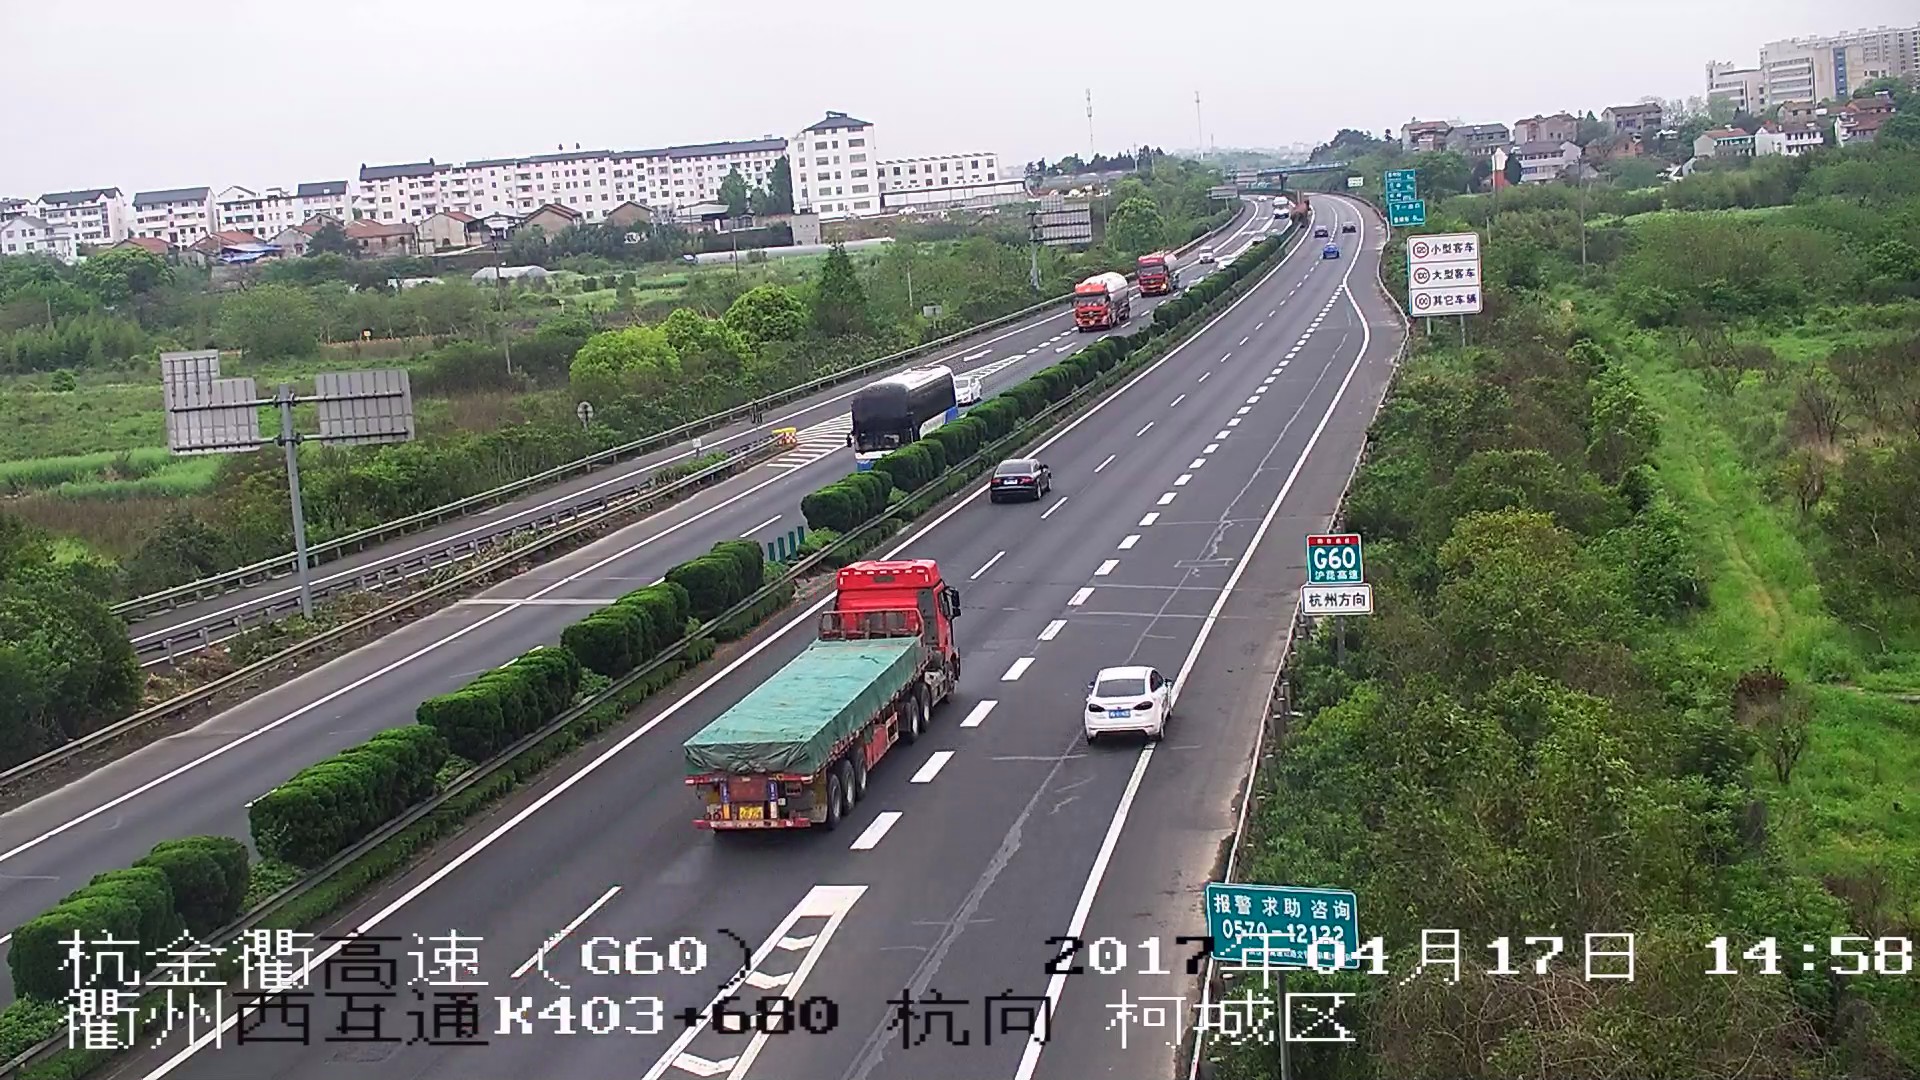 小型客车
大型客车
其它车辆
G60
沪昆高速
杭州方向
报警 求助 咨询
0570-12122
杭金衢高速（G60）
2017年04月17日 14:58
衢州西互通K403+680 杭向 柯城区